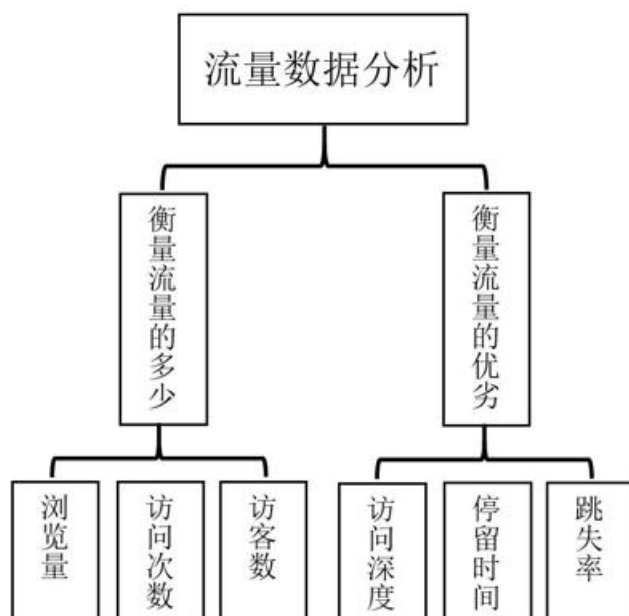 流量数据分析
衡量流量的多少
衡量流量的优劣
浏览量
访问次数
访客数
访问深度
停留时间
跳失率